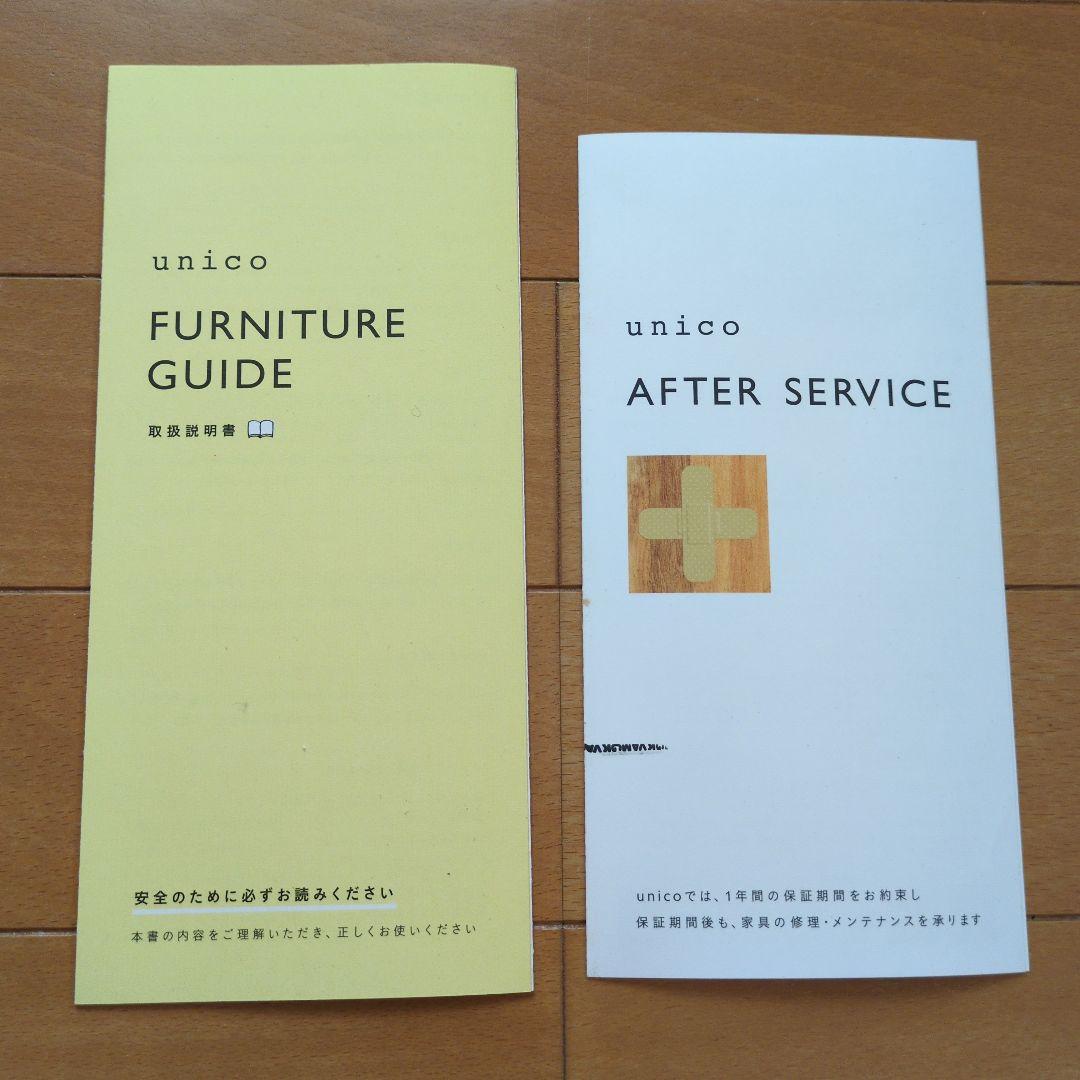 unico
FURNITURE
GUIDE
取扱説明書
安全のために必ずお読みください
本書の内容をご理解いただき、正しくお使いください
unico
AFTER SERVICE
unicoでは、1年間の保証期間をお約束し
保証期間後も、家具の修理・メンテナンスを承ります